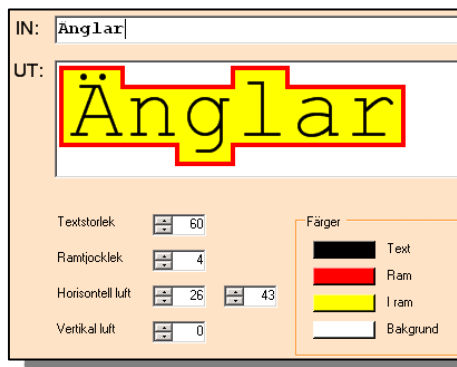 IN: Änglar
UT: Änglar
Textstorlek 60
Färger
Ramtjocklek 4
Text
Horisontell luft 26 43
Ram
Vertikal luft 0
I ram
Bakgrund